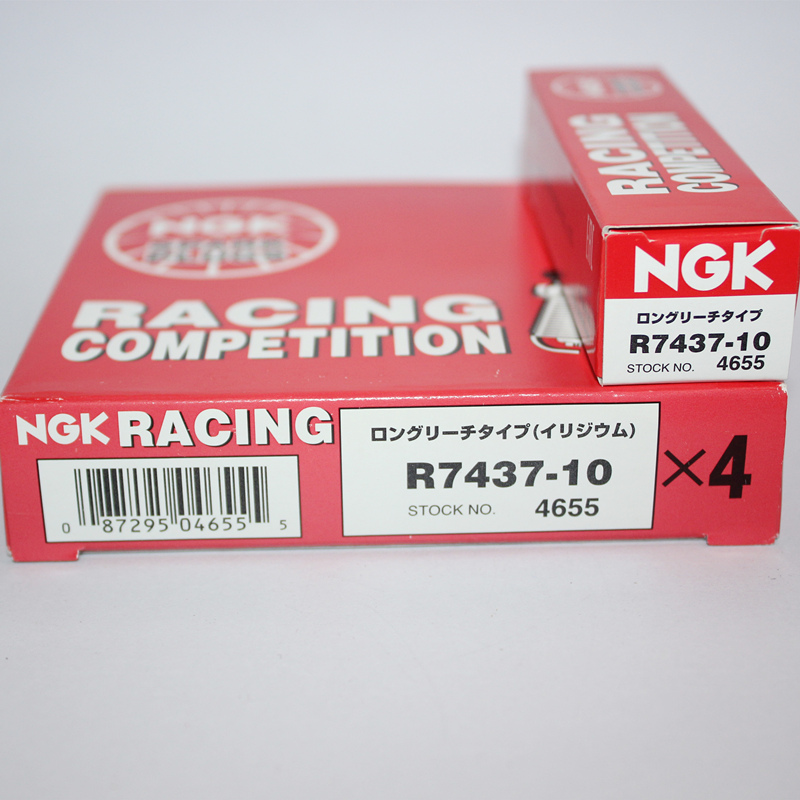 RACING
COMPETITION
NGK
ロングリーチタイプ
R7437-10
STOCK NO. 4655
NGK
RACING
COMPETITION
NGK RACING
ロングリーチタイプ(イリジウム)
R7437-10
STOCK NO. 4655
×4
0 87295 04655 5